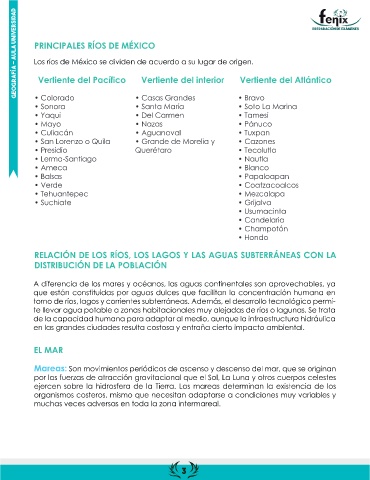 GEOGRAFÍA – AULA UNIVERSIDAD
fenix
PREPARACIÓN DE EXÁMENES
PRINCIPALES RÍOS DE MÉXICO
Los ríos de México se dividen de acuerdo a su lugar de origen.
Vertiente del Pacífico
• Colorado
• Sonora
• Yaqui
• Mayo
• Culiacán
• San Lorenzo o Quila
• Presidio
• Lerma-Santiago
• Ameca
• Balsas
• Verde
• Tehuantepec
• Suchiate
Vertiente del interior
• Casas Grandes
• Santa María
• Del Carmen
• Nazas
• Aguanaval
• Grande de Morelia y
Querétaro
Vertiente del Atlántico
• Bravo
• Soto La Marina
• Tamesí
• Pánuco
• Tuxpan
• Cazones
• Tecolutla
• Nautla
• Blanco
• Papaloapan
• Coatzacoalcos
• Mezcalapa
• Grijalva
• Usumacinta
• Candelaria
• Champotón
• Hondo
RELACIÓN DE LOS RÍOS, LOS LAGOS Y LAS AGUAS SUBTERRÁNEAS CON LA
DISTRIBUCIÓN DE LA POBLACIÓN
A diferencia de los mares y océanos, las aguas continentales son aprovechables, ya
que están constituidas por aguas dulces que facilitan la concentración humana en
torno de ríos, lagos y corrientes subterráneas. Además, el desarrollo tecnológico permi-
te llevar agua potable a zonas habitacionales muy alejadas de ríos o lagunas. Se trata
de la capacidad humana para adaptar al medio, aunque la infraestructura hidráulica
en las grandes ciudades resulta costosa y entraña cierto impacto ambiental.
EL MAR
Mareas: Son movimientos periódicos de ascenso y descenso del mar, que se originan
por las fuerzas de atracción gravitacional que el Sol, La Luna y otros cuerpos celestes
ejercen sobre la hidrosfera de la Tierra. Las mareas determinan la existencia de los
organismos costeros, mismo que necesitan adaptarse a condiciones muy variables y
muchas veces adversas en toda la zona intermareal.
3